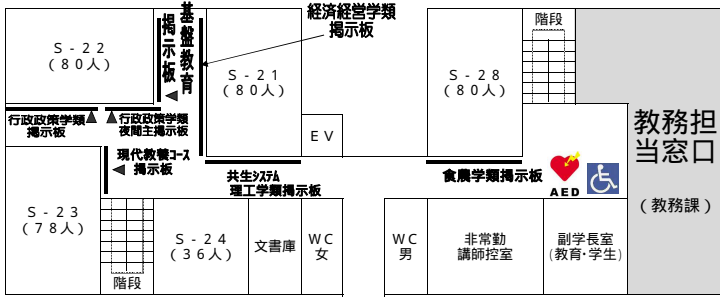 S-22
(80人)
基盤教育
掲示板
経済経営学類
掲示板
S-21
(80人)
S-28
(80人)
階段
教務担
当窓口
(教務課)
行政政策学類
掲示板
行政政策学類
夜間主掲示板
EV
現代教養コース
掲示板
共生システム
理工学類掲示板
食農学類掲示板
AED
S-23
(78人)
階段
S-24
(36人)
文書庫
WC
女
WC
男
非常勤
講師控室
副学長室
(教育・学生)